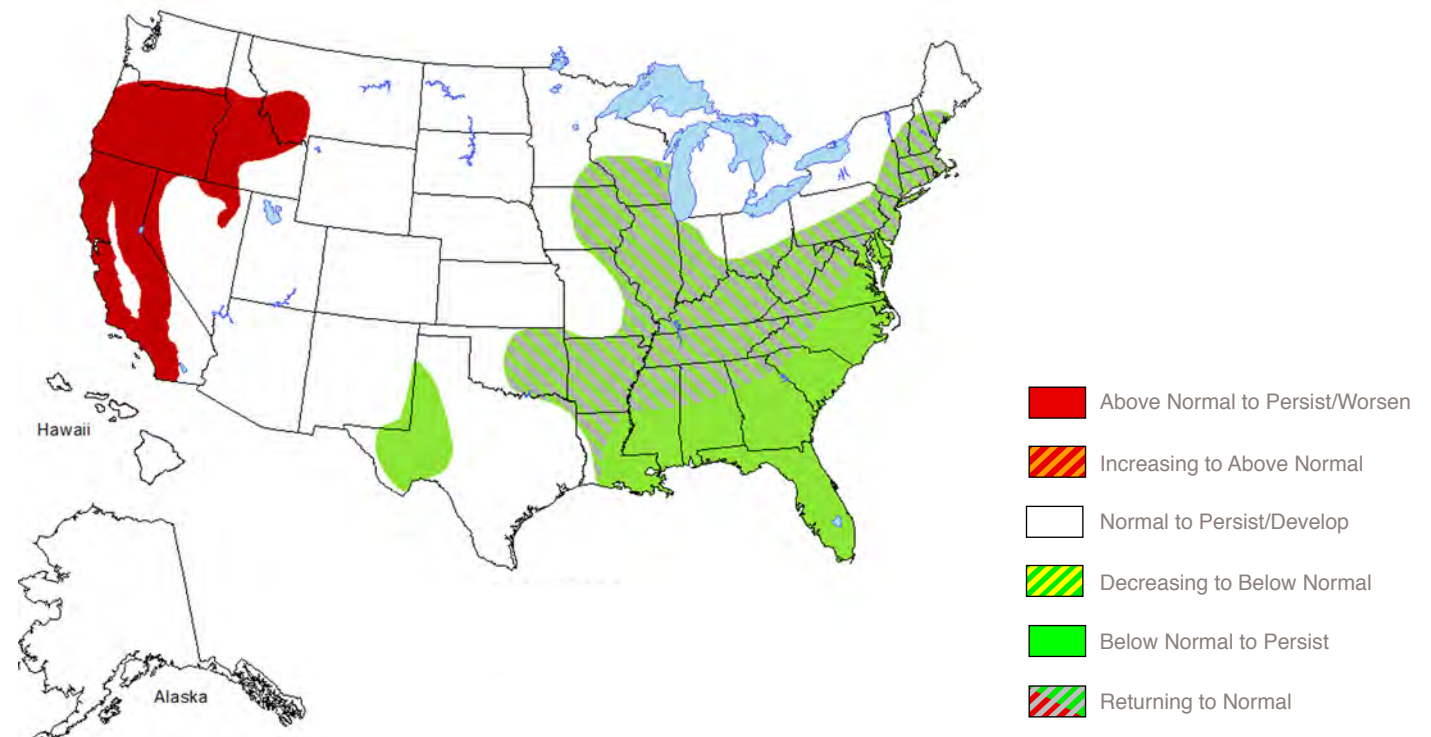 Hawaii
Alaska
Above Normal to Persist/Worsen
Increasing to Above Normal
Normal to Persist/Develop
Decreasing to Below Normal
Below Normal to Persist
Returning to Normal